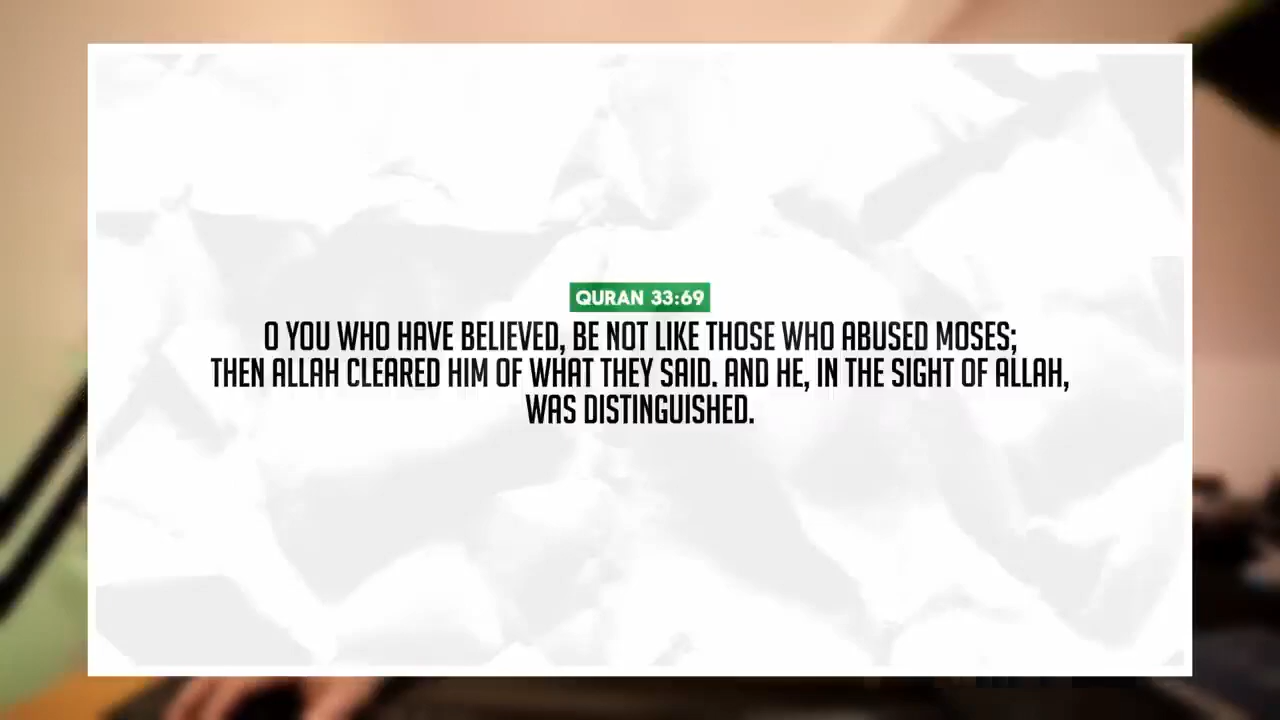 QURAN 33:69
O YOU WHO HAVE BELIEVED, BE NOT LIKE THOSE WHO ABUSED MOSES;
THEN ALLAH CLEARED HIM OF WHAT THEY SAID. AND HE, IN THE SIGHT OF ALLAH,
WAS DISTINGUISHED.